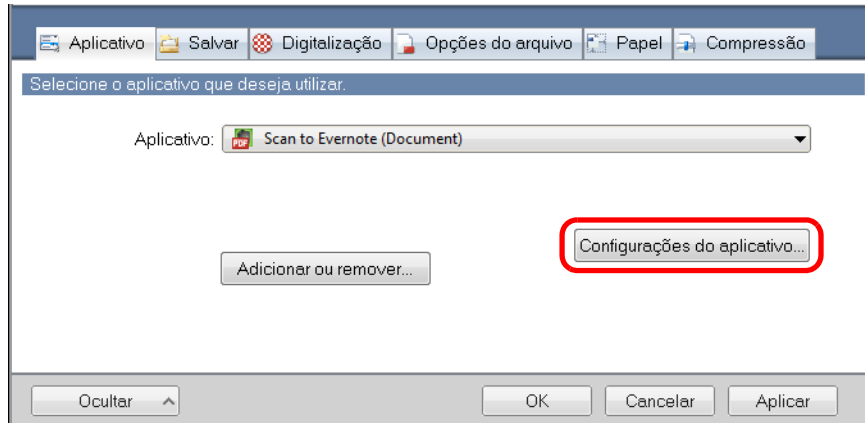 Aplicativo Salvar Digitalização Opções do arquivo Papel Compressão
Selecione o aplicativo que deseja utilizar.
Aplicativo: PDF Scan to Evernote (Document)
Configurações do aplicativo...
Adicionar ou remover...
Ocultar OK Cancelar Aplicar